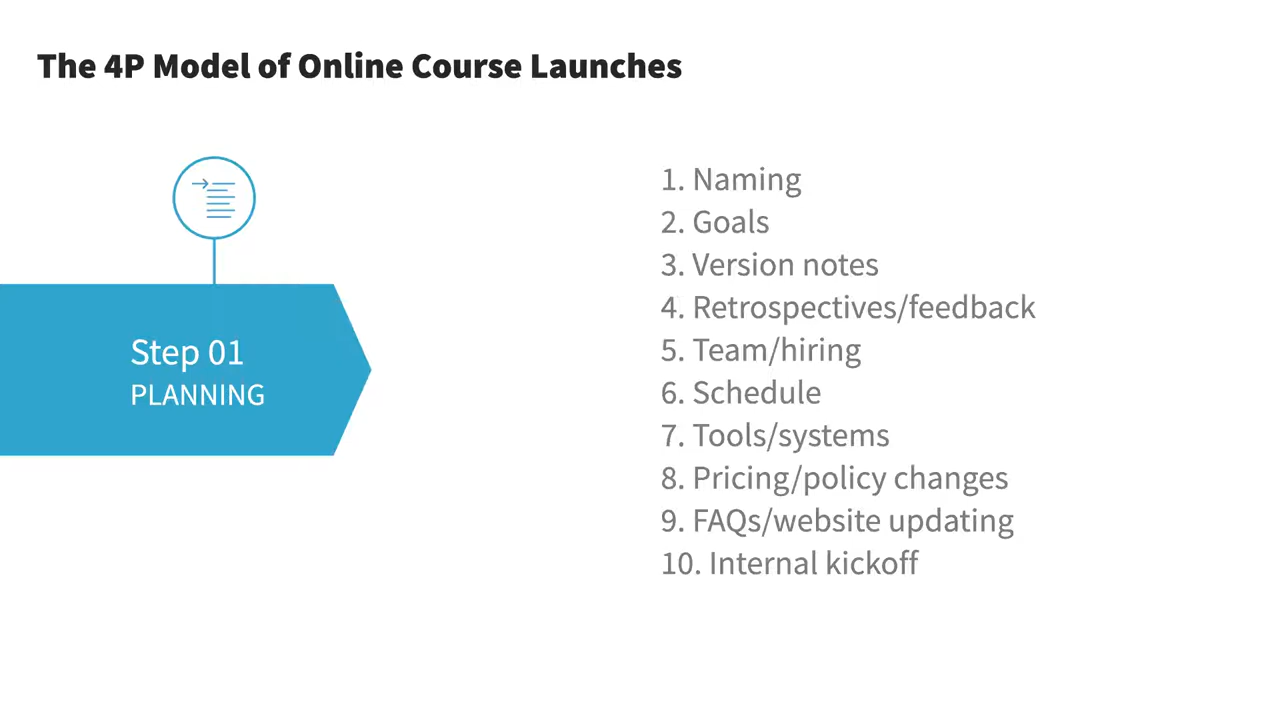 The 4P Model of Online Course Launches
Step 01
PLANNING
1. Naming
2. Goals
3. Version notes
4. Retrospectives/feedback
5. Team/hiring
6. Schedule
7. Tools/systems
8. Pricing/policy changes
9. FAQs/website updating
10. Internal kickoff